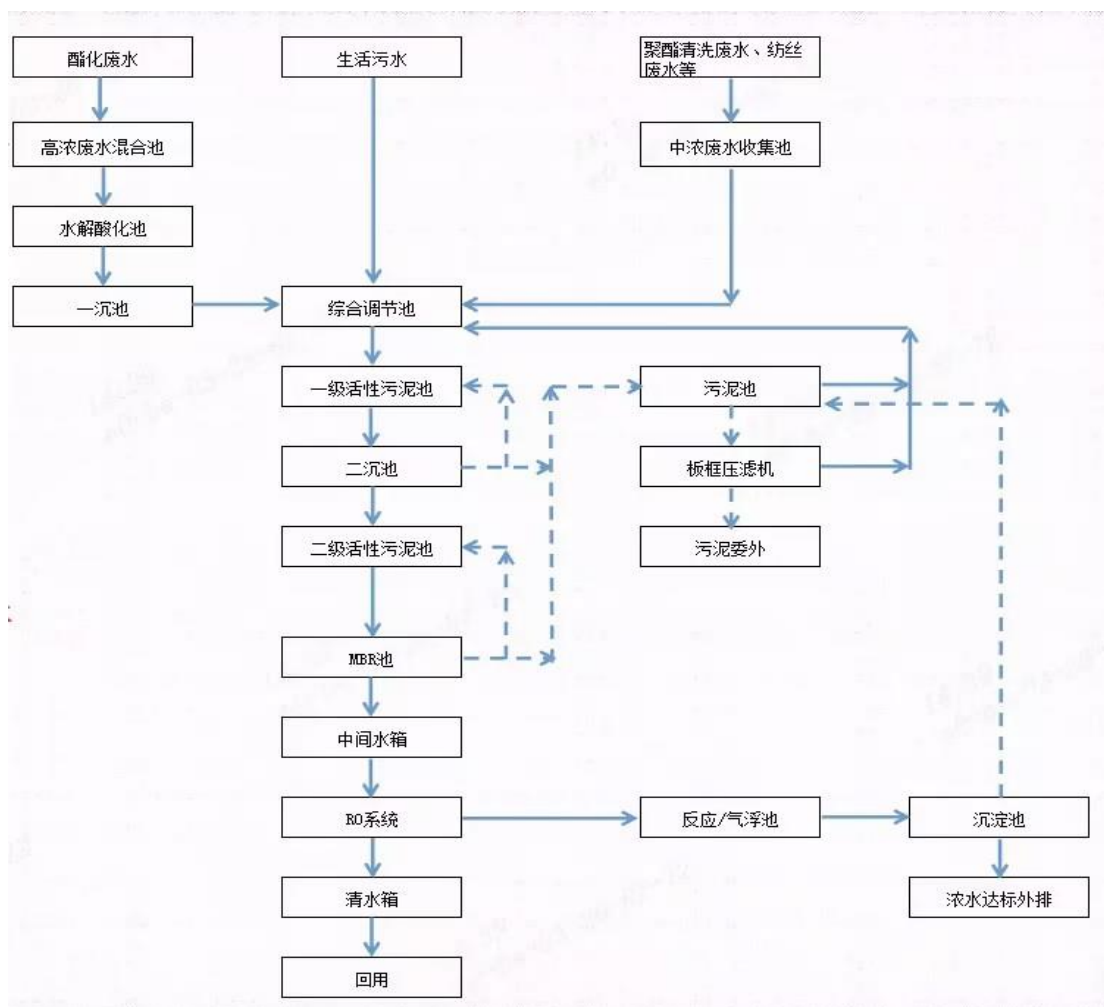 酯化废水
生活污水
聚酯清洗废水、纺丝
废水等
高浓废水混合池
中浓废水收集池
水解酸化池
一沉池
综合调节池
一级活性污泥池
污泥池
二沉池
板框压滤机
二级活性污泥池
污泥委外
MBR池
中间水箱
RO系统
反应/气浮池
沉淀池
清水箱
浓水达标外排
回用